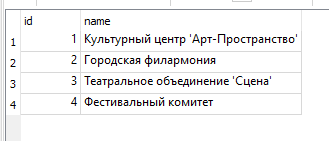 id name
1 1 Культурный центр 'Арт-Пространство'
2 2 Городская филармония
3 3 Театральное объединение 'Сцена'
4 4 Фестивальный комитет